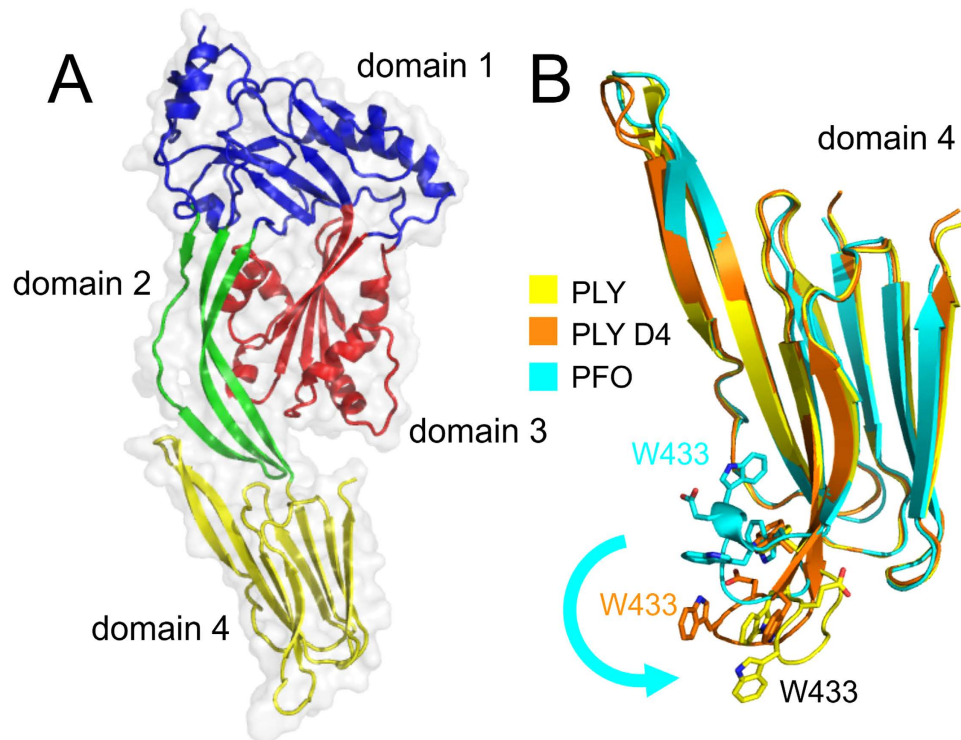 A
domain 1
domain 2
domain 3
domain 4
B
domain 4
PLY
PLY D4
PFO
W433
W433
W433